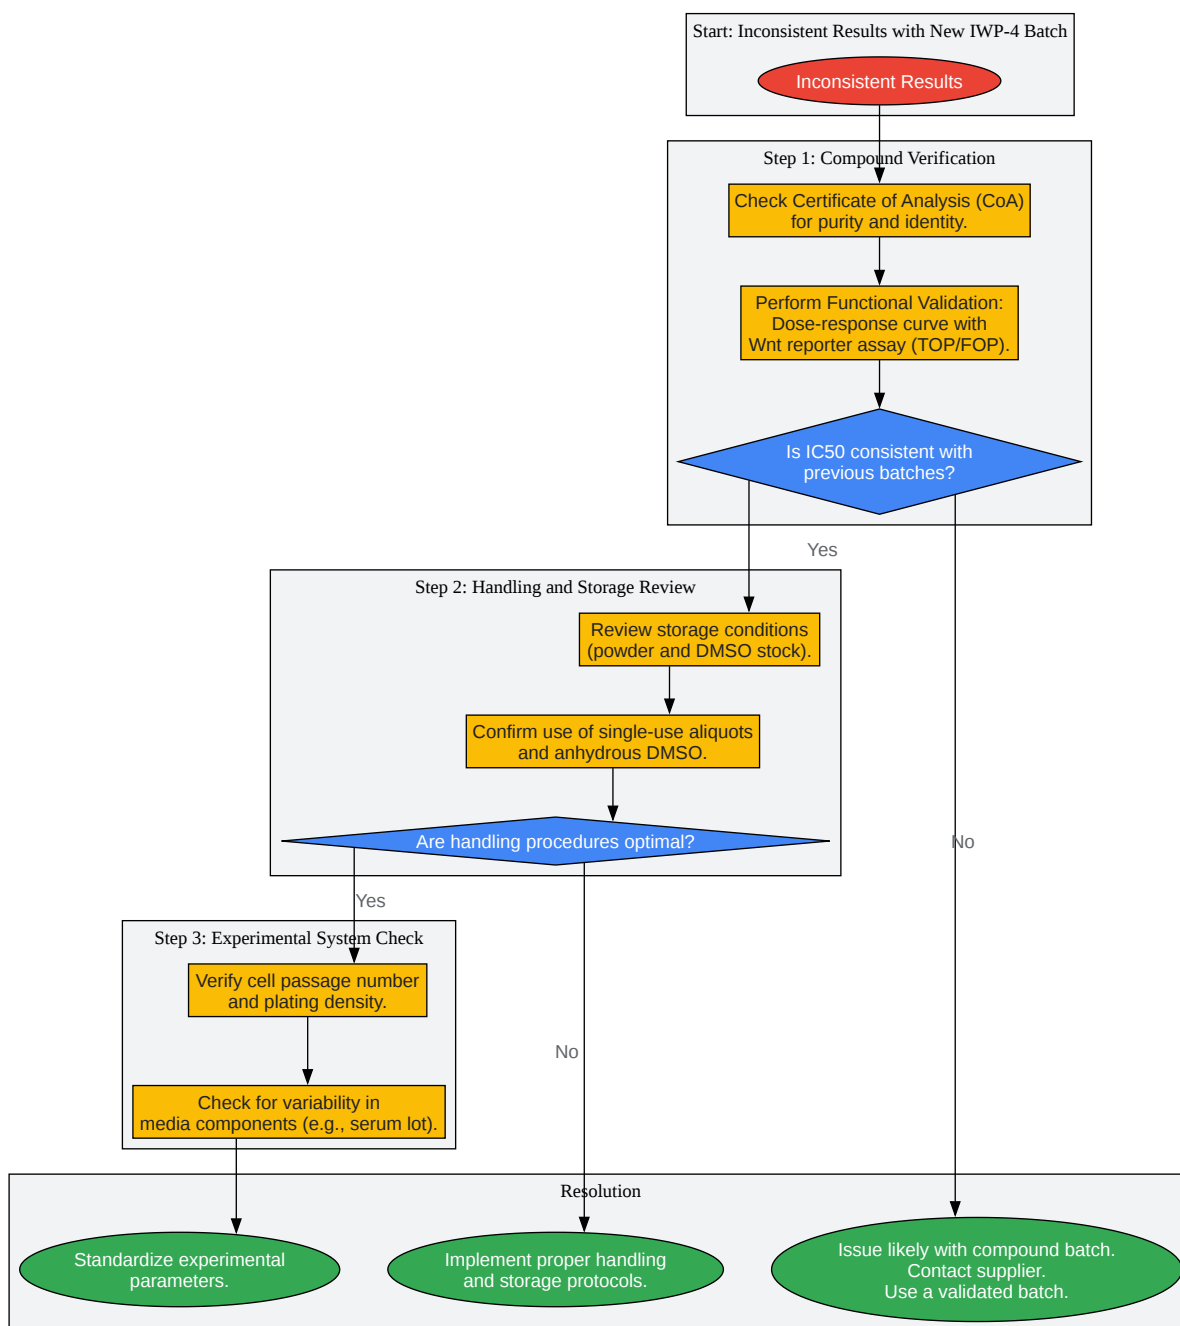 Start: Inconsistent Results with New IWP-4 Batch
Inconsistent Results
Step 1: Compound Verification
Check Certificate of Analysis (CoA)
for purity and identity.
Perform Functional Validation:
Dose-response curve with
Wnt reporter assay (TOP/FOP).
Is IC50 consistent with
previous batches?
Yes
Step 2: Handling and Storage Review
Review storage conditions
(powder and DMSO stock).
Confirm use of single-use aliquots
and anhydrous DMSO.
Are handling procedures optimal?
No
Yes
Step 3: Experimental System Check
Verify cell passage number
and plating density.
No
Check for variability in
media components (e.g., serum lot).
Resolution
Standardize experimental
parameters.
Implement proper handling
and storage protocols.
Issue likely with compound batch.
Contact supplier.
Use a validated batch.